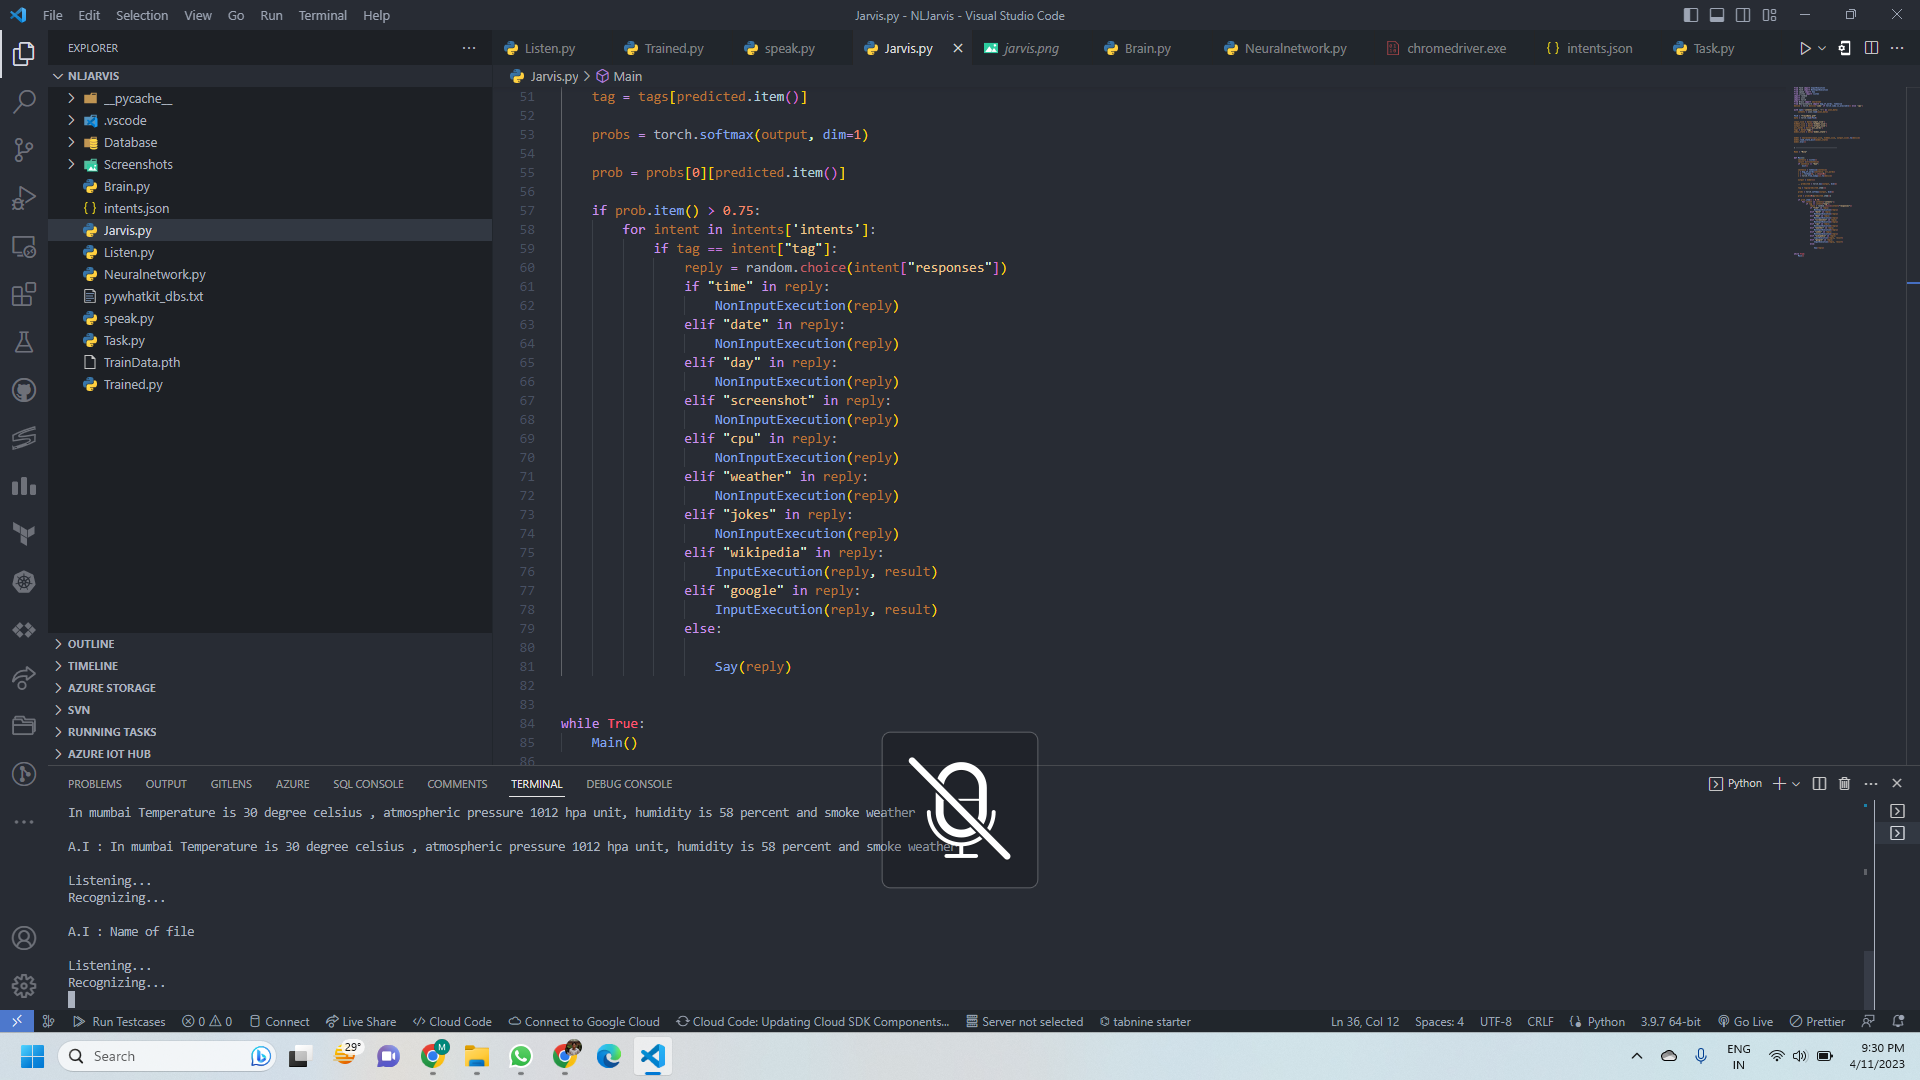 File Edit Selection View Go Run Terminal Help
Jarvis.py - NLJarvis - Visual Studio Code
EXPLORER
NLJARVIS
__pycache__
.vscode
Database
Screenshots
Brain.py
intents.json
Jarvis.py
Listen.py
Neuralnetwork.py
pywhatkit_dbs.txt
speak.py
Task.py
TrainData.pth
Trained.py
OUTLINE
TIMELINE
AZURE STORAGE
SVN
RUNNING TASKS
AZURE IOT HUB
Listen.py Trained.py speak.py Jarvis.py jarvis.png Brain.py Neuralnetwork.py chromedriver.exe intents.json Task.py
Jarvis.py > Main
51 tag = tags[predicted.item()]
52
53 probs = torch.softmax(output, dim=1)
54
55 prob = probs[0][predicted.item()]
56
57 if prob.item() > 0.75:
58 for intent in intents['intents']:
59 if tag == intent["tag"]:
60 reply = random.choice(intent["responses"])
61 if "time" in reply:
62 NonInputExecution(reply)
63 elif "date" in reply:
64 NonInputExecution(reply)
65 elif "day" in reply:
66 NonInputExecution(reply)
67 elif "screenshot" in reply:
68 NonInputExecution(reply)
69 elif "cpu" in reply:
70 NonInputExecution(reply)
71 elif "weather" in reply:
72 NonInputExecution(reply)
73 elif "jokes" in reply:
74 NonInputExecution(reply)
75 elif "wikipedia" in reply:
76 InputExecution(reply, result)
77 elif "google" in reply:
78 InputExecution(reply, result)
79 else:
80
81 Say(reply)
82
83
84 while True:
85 Main()
86
PROBLEMS OUTPUT GITLENS AZURE SQL CONSOLE COMMENTS TERMINAL DEBUG CONSOLE
Python
In mumbai Temperature is 30 degree celsius , atmospheric pressure 1012 hpa unit, humidity is 58 percent and smoke weather
A.I : In mumbai Temperature is 30 degree celsius , atmospheric pressure 1012 hpa unit, humidity is 58 percent and smoke weather
Listening...
Recognizing...
A.I : Name of file
Listening...
Recognizing...
Run Testcases 0 0 Connect Live Share Cloud Code Connect to Google Cloud Cloud Code: Updating Cloud SDK Components... Server not selected tabnine starter
Ln 36, Col 12 Spaces: 4 UTF-8 CRLF Python 3.9.7 64-bit Go Live Prettier
Search
29°
M
ENG
IN
9:30 PM
4/11/2023